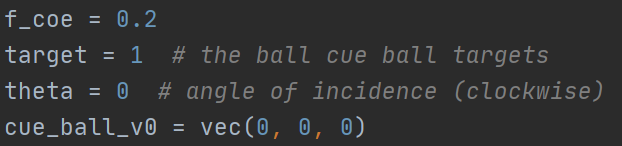 f_coe = 0.2
target = 1  # the ball cue ball targets
theta = 0  # angle of incidence (clockwise)
cue_ball_v0 = vec(0, 0, 0)